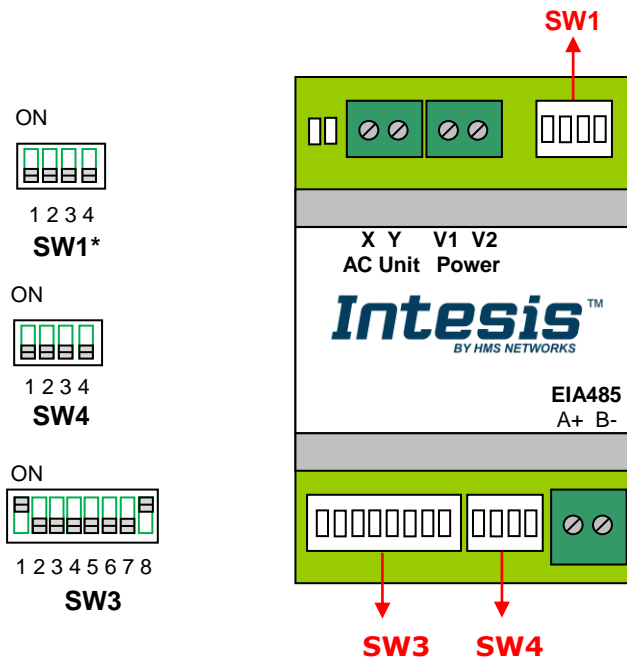 SW1
ON
1 2 3 4
SW1*
X Y V1 V2
AC Unit Power
ON
1 2 3 4
SW4
Intesis™
BY HMS NETWORKS
EIA485
A+ B-
ON
1 2 3 4 5 6 7 8
SW3
SW3 SW4